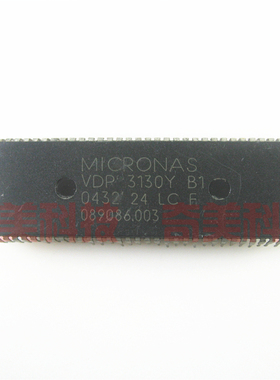 MICRONAS
VDP 3130Y B1
0432 24 LC F
089086.003